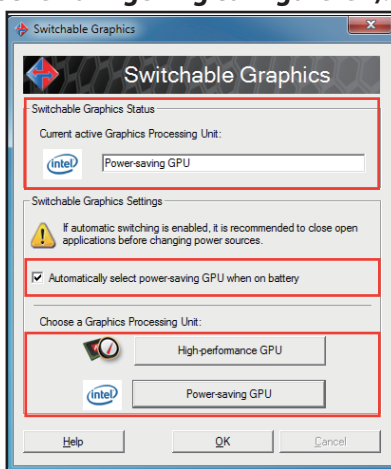 Switchable Graphics
Switchable Graphics
Switchable Graphics Status
Current active Graphics Processing Unit:
intel
Power-saving GPU
Switchable Graphics Settings
If automatic switching is enabled, it is recommended to close open
applications before changing power sources.
Automatically select power-saving GPU when on battery
Choose a Graphics Processing Unit:
High-performance GPU
intel
Power-saving GPU
Help
OK
Cancel